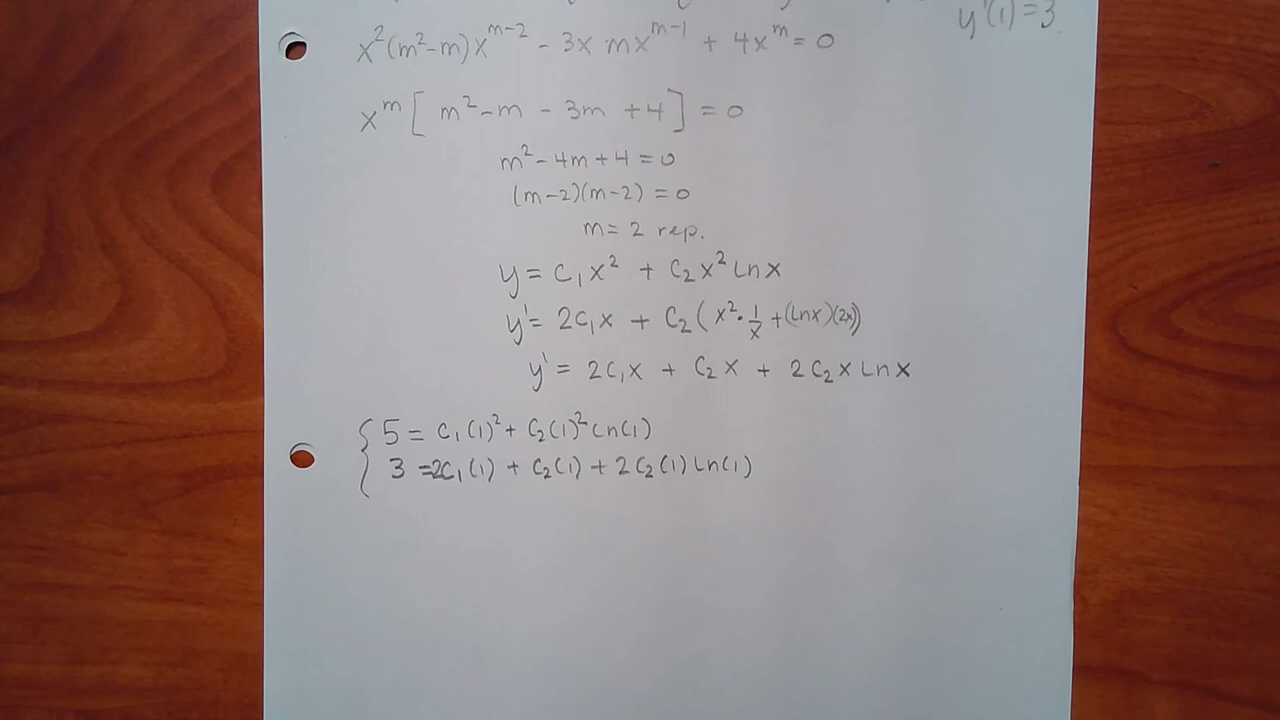 y'(1)=3
x²(m²-m)x^{m-2} - 3x mx^{m-1} + 4x^m = 0
x^m [ m²-m - 3m +4 ] = 0
m²-4m+4=0
(m-2)(m-2)=0
m=2 rep.
y = c₁x² + c₂x² ln x
y' = 2c₁x + c₂(x²·1/x +(lnx)(2x))
y' = 2c₁x + c₂x + 2c₂x ln x
{ 5 = c₁(1)² + c₂(1)² ln(1)
3 =2c₁(1) + c₂(1) + 2c₂(1) ln(1)